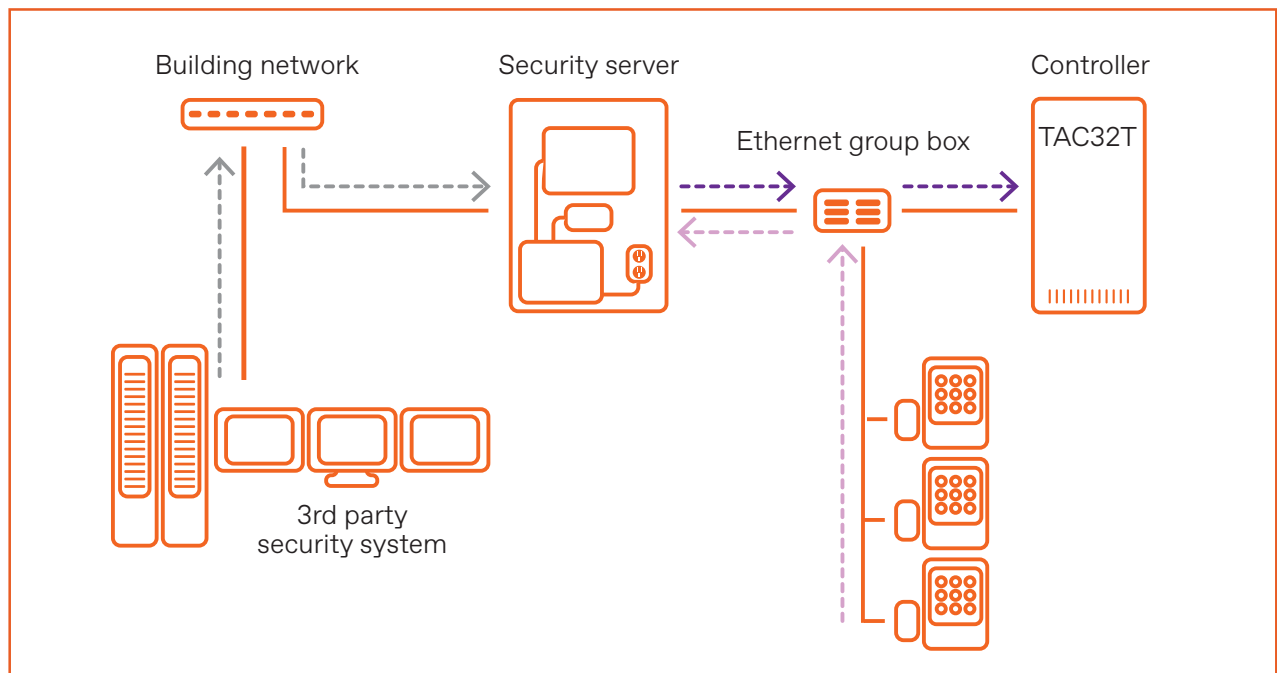 Building network
Security server
Controller
Ethernet group box
TAC32T
3rd party
security system